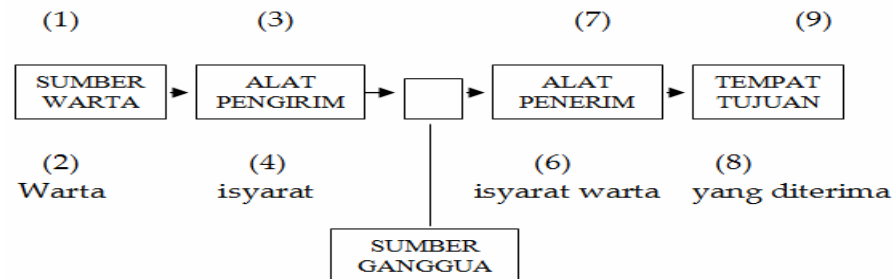 (1) (3) (7) (9)
SUMBER WARTA
ALAT PENGIRIM
ALAT PENERIM
TEMPAT TUJUAN
(2) (4) (6) (8)
Warta isyarat isyarat warta yang diterima
SUMBER
GANGGUA